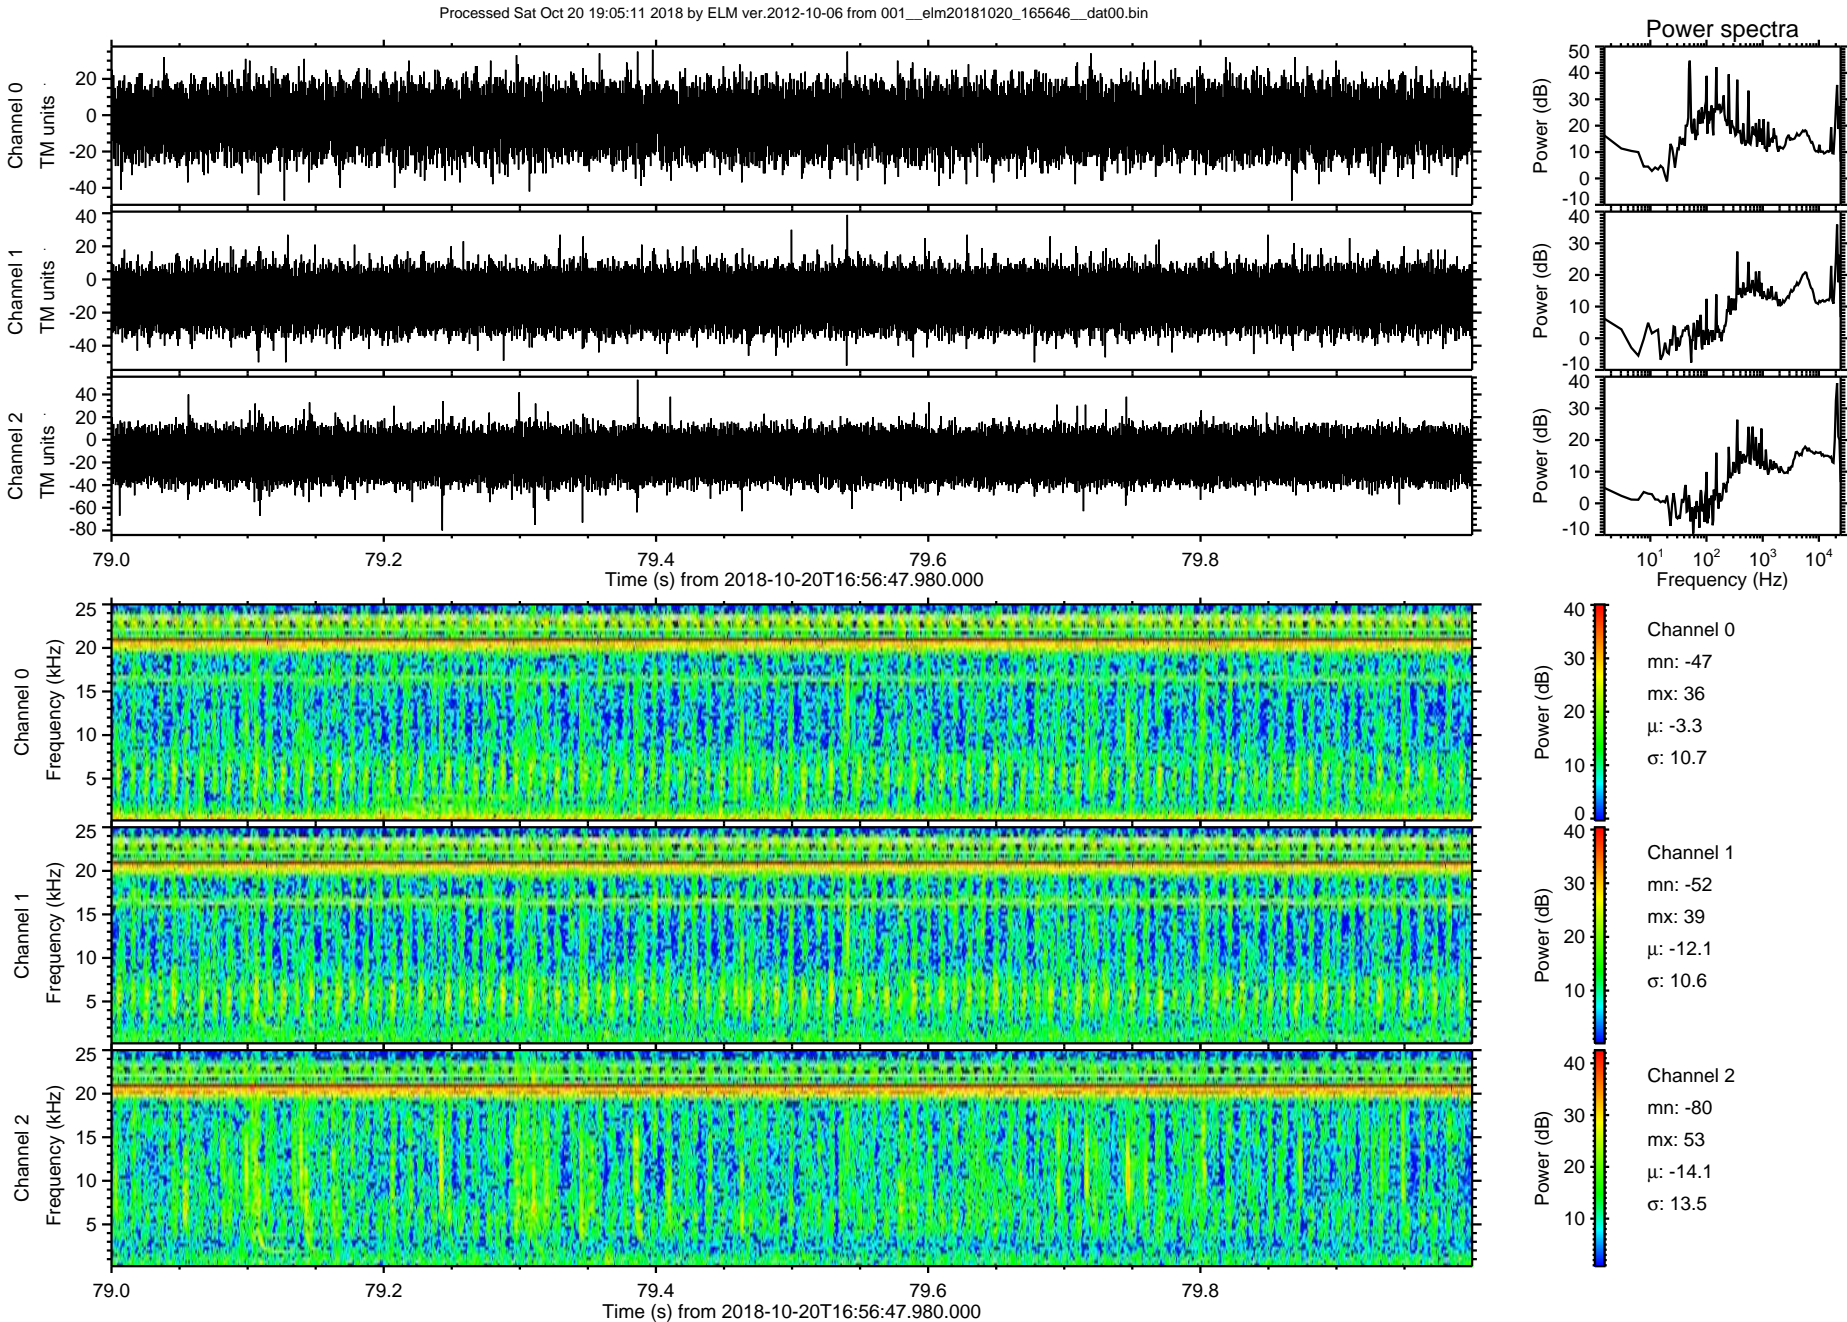 Processed Sat Oct 20 19:05:11 2018 by ELM ver.2012-10-06 from 001__elm20181020_165646__dat00.bin
Power spectra
Channel 0
TM units
20
0
-20
-40
Power (dB)
50
40
30
20
10
0
-10
Channel 1
TM units
40
20
0
-20
-40
Power (dB)
40
30
20
10
0
-10
Channel 2
TM units
40
20
0
-20
-40
-60
-80
Power (dB)
40
30
20
10
0
-10
79.0 79.2 79.4 79.6 79.8
Time (s) from 2018-10-20T16:56:47.980.000
10^1 10^2 10^3 10^4
Frequency (Hz)
Channel 0
Frequency (kHz)
25
20
15
10
5
Power (dB)
40
30
20
10
0
Channel 0
mn: -47
mx: 36
μ: -3.3
σ: 10.7
Channel 1
Frequency (kHz)
25
20
15
10
5
Power (dB)
40
30
20
10
Channel 1
mn: -52
mx: 39
μ: -12.1
σ: 10.6
Channel 2
Frequency (kHz)
25
20
15
10
5
Power (dB)
40
30
20
10
Channel 2
mn: -80
mx: 53
μ: -14.1
σ: 13.5
79.0 79.2 79.4 79.6 79.8
Time (s) from 2018-10-20T16:56:47.980.000